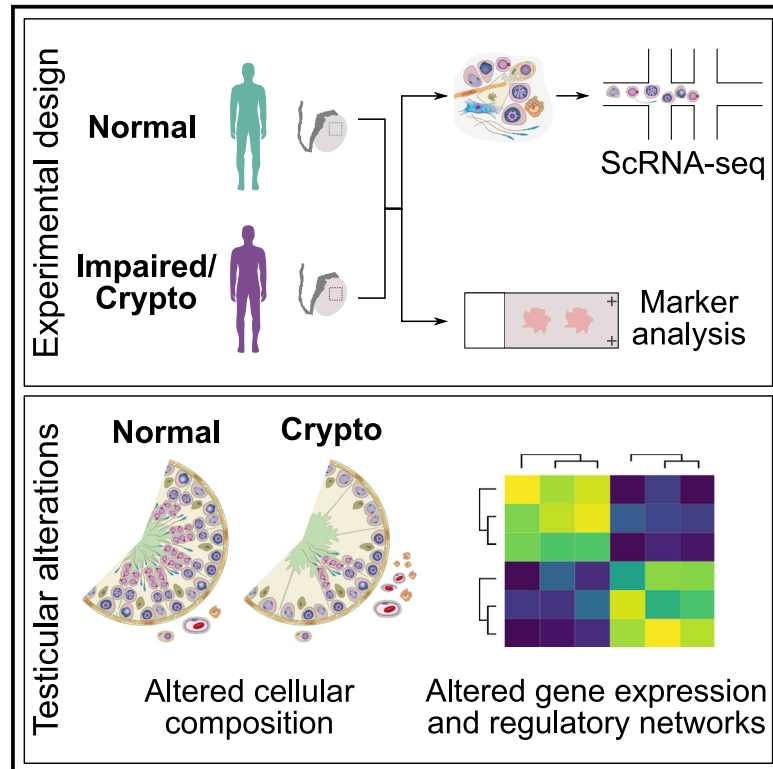 Experimental design
Normal
Impaired/
Crypto
ScRNA-seq
Marker
analysis
Testicular alterations
Normal
Crypto
Altered cellular
composition
Altered gene expression
and regulatory networks